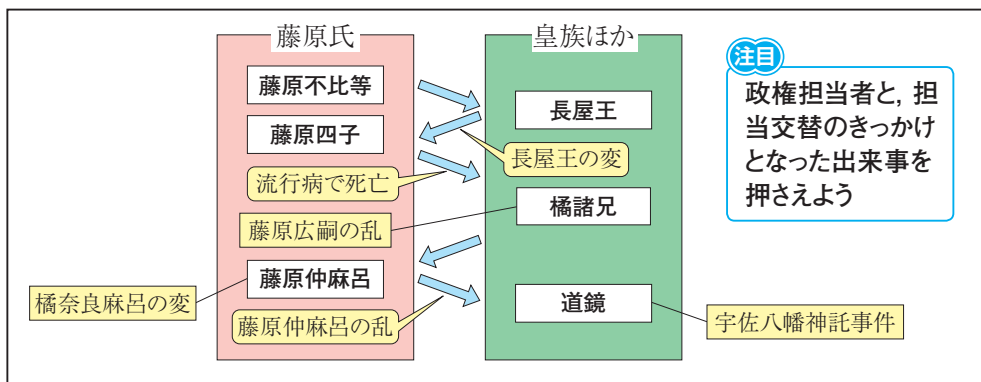 藤原氏
皇族ほか
藤原不比等
長屋王
藤原四子
長屋王の変
流行病で死亡
橘諸兄
藤原広嗣の乱
藤原仲麻呂
橘奈良麻呂の変
藤原仲麻呂の乱
道鏡
宇佐八幡神託事件
注目
政権担当者と，担
当交替のきっかけ
となった出来事を
押さえよう